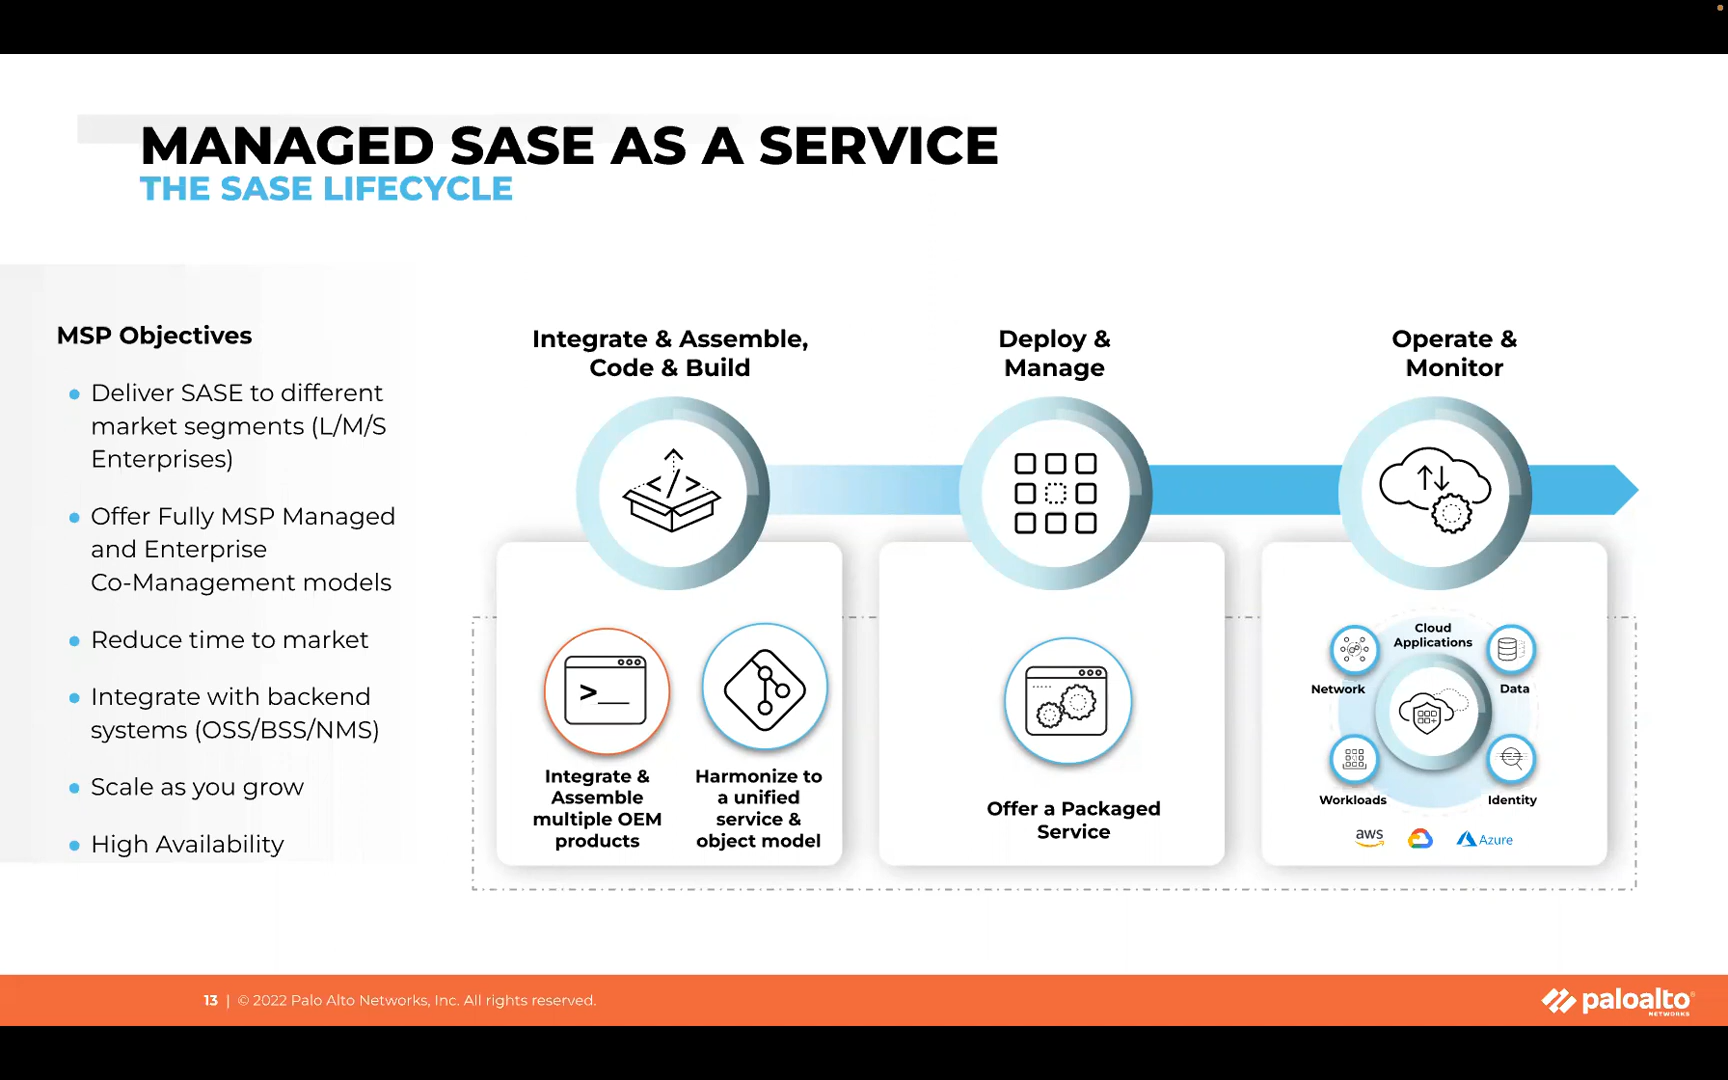 MANAGED SASE AS A SERVICE
THE SASE LIFECYCLE
MSP Objectives
Deliver SASE to different
market segments (L/M/S
Enterprises)
Offer Fully MSP Managed
and Enterprise
Co-Management models
Reduce time to market
Integrate with backend
systems (OSS/BSS/NMS)
Scale as you grow
High Availability
Integrate & Assemble,
Code & Build
Integrate &
Assemble
multiple OEM
products
Harmonize to
a unified
service &
object model
Deploy &
Manage
Offer a Packaged
Service
Operate &
Monitor
Cloud
Applications
Network
Data
Workloads
Identity
aws
Azure
13 | © 2022 Palo Alto Networks, Inc. All rights reserved.
paloalto
NETWORKS